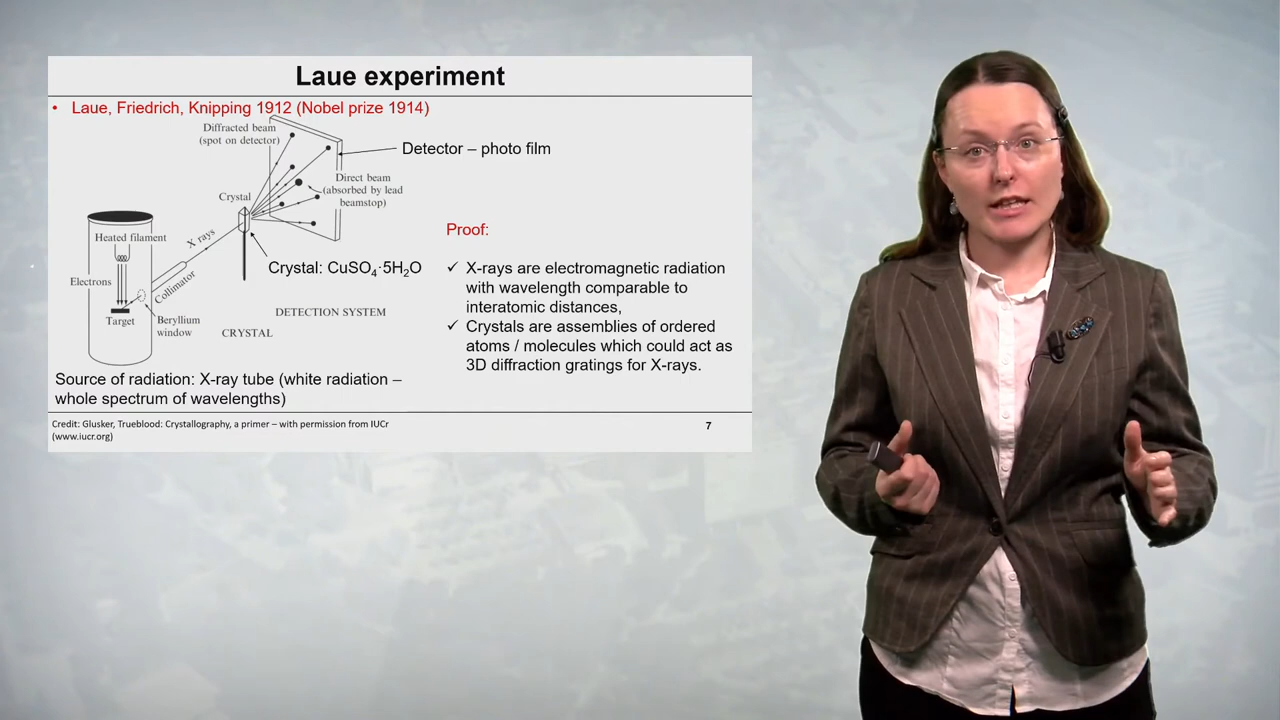 Laue experiment
• Laue, Friedrich, Knipping 1912 (Nobel prize 1914)
Diffracted beam
(spot on detector)
Detector – photo film
Direct beam
(absorbed by lead
beamstop)
Crystal
X rays
Heated filament
Collimator
Electrons
Target
Beryllium
window
Crystal: CuSO₄·5H₂O
DETECTION SYSTEM
CRYSTAL
Source of radiation: X-ray tube (white radiation –
whole spectrum of wavelengths)
Proof:
✓ X-rays are electromagnetic radiation
with wavelength comparable to
interatomic distances,
✓ Crystals are assemblies of ordered
atoms / molecules which could act as
3D diffraction gratings for X-rays.
Credit: Glusker, Trueblood: Crystallography, a primer – with permission from IUCr
(www.iucr.org)
7